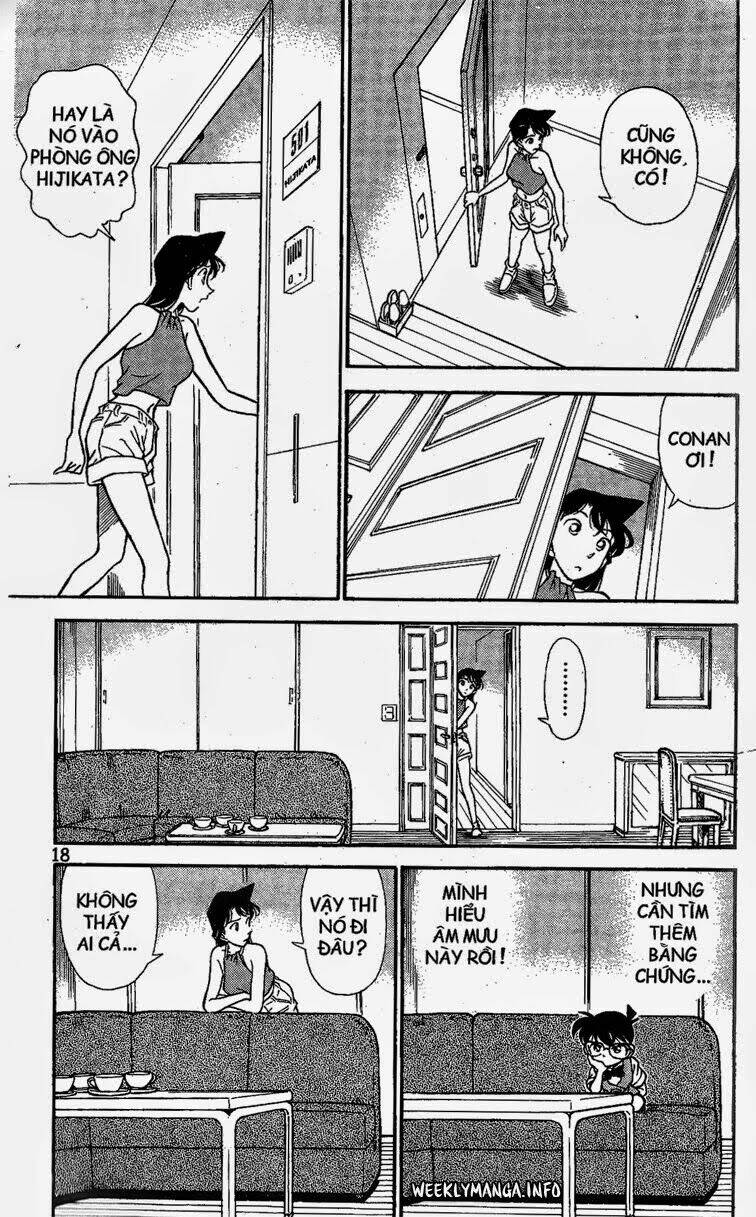 HAY LÀ
NÓ VÀO
PHÒNG ÔNG
HIJIKATA?
501
HIJIKATA
CŨNG
KHÔNG
CÓ!
CONAN
ƠI!
........
18
KHÔNG
THẤY
AI CẢ...
VẬY THÌ
NÓ ĐI
ĐÂU?
MÌNH
HIỂU
ÂM MƯU
NÀY RỒI!
NHƯNG
CẦN TÌM
THÊM
BẰNG
CHỨNG...
WEEKLYMANGA.INFO